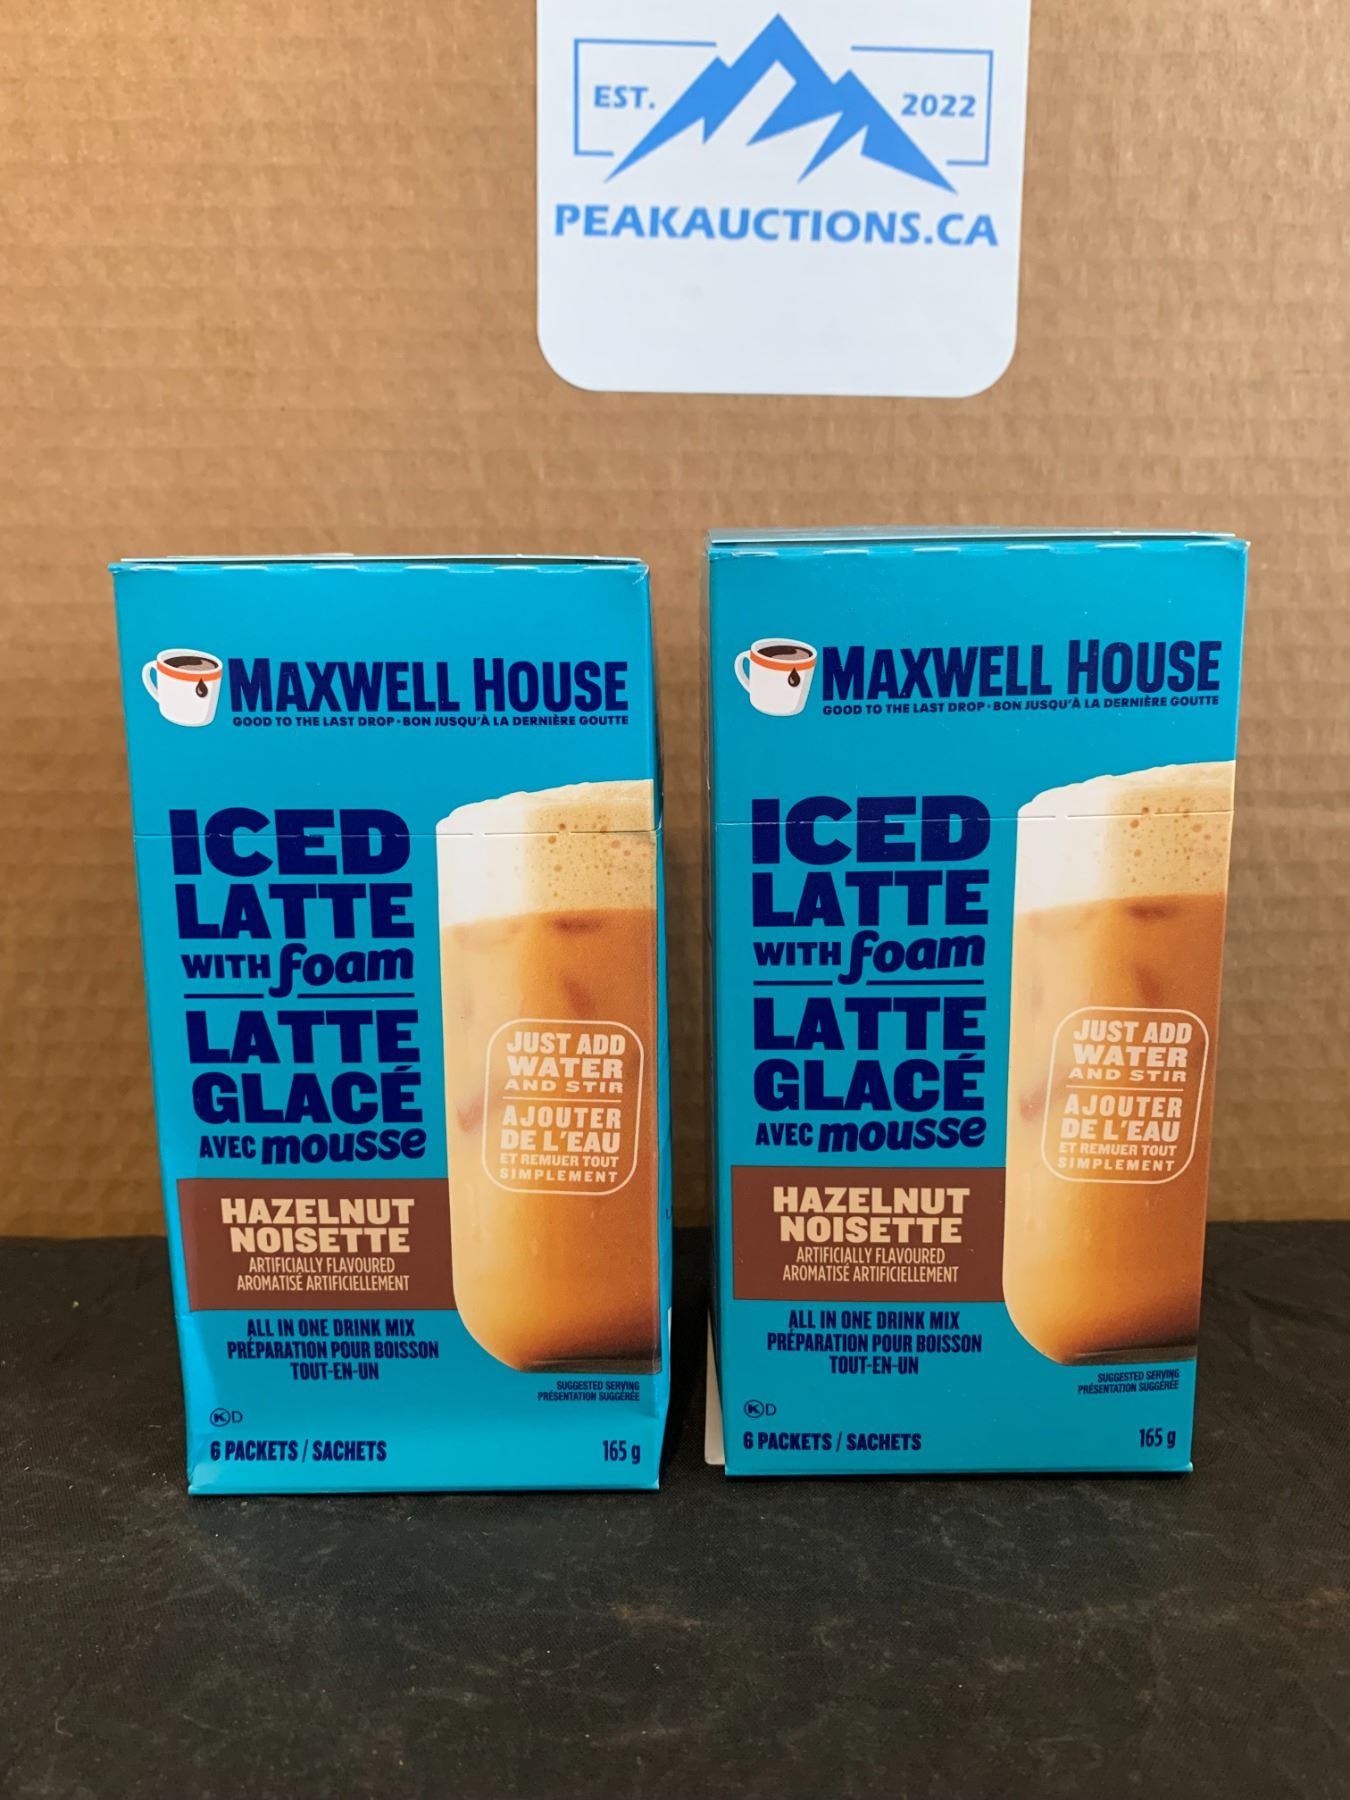 EST. 2022
PEAKAUCTIONS.CA
MAXWELL HOUSE
GOOD TO THE LAST DROP • BON JUSQU'À LA DERNIÈRE GOUTTE
ICED
LATTE
WITH foam
LATTE
GLACÉ
AVEC mousse
JUST ADD
WATER
AND STIR
AJOUTER
DE L'EAU
ET REMUER TOUT
SIMPLEMENT
HAZELNUT
NOISETTE
ARTIFICIALLY FLAVOURED
AROMATISÉ ARTIFICIELLEMENT
ALL IN ONE DRINK MIX
PRÉPARATION POUR BOISSON
TOUT-EN-UN
SUGGESTED SERVING
PRÉSENTATION SUGGÉRÉE
K D
6 PACKETS / SACHETS 165 g
MAXWELL HOUSE
GOOD TO THE LAST DROP • BON JUSQU'À LA DERNIÈRE GOUTTE
ICED
LATTE
WITH foam
LATTE
GLACÉ
AVEC mousse
JUST ADD
WATER
AND STIR
AJOUTER
DE L'EAU
ET REMUER TOUT
SIMPLEMENT
HAZELNUT
NOISETTE
ARTIFICIALLY FLAVOURED
AROMATISÉ ARTIFICIELLEMENT
ALL IN ONE DRINK MIX
PRÉPARATION POUR BOISSON
TOUT-EN-UN
SUGGESTED SERVING
PRÉSENTATION SUGGÉRÉE
K D
6 PACKETS / SACHETS 165 g